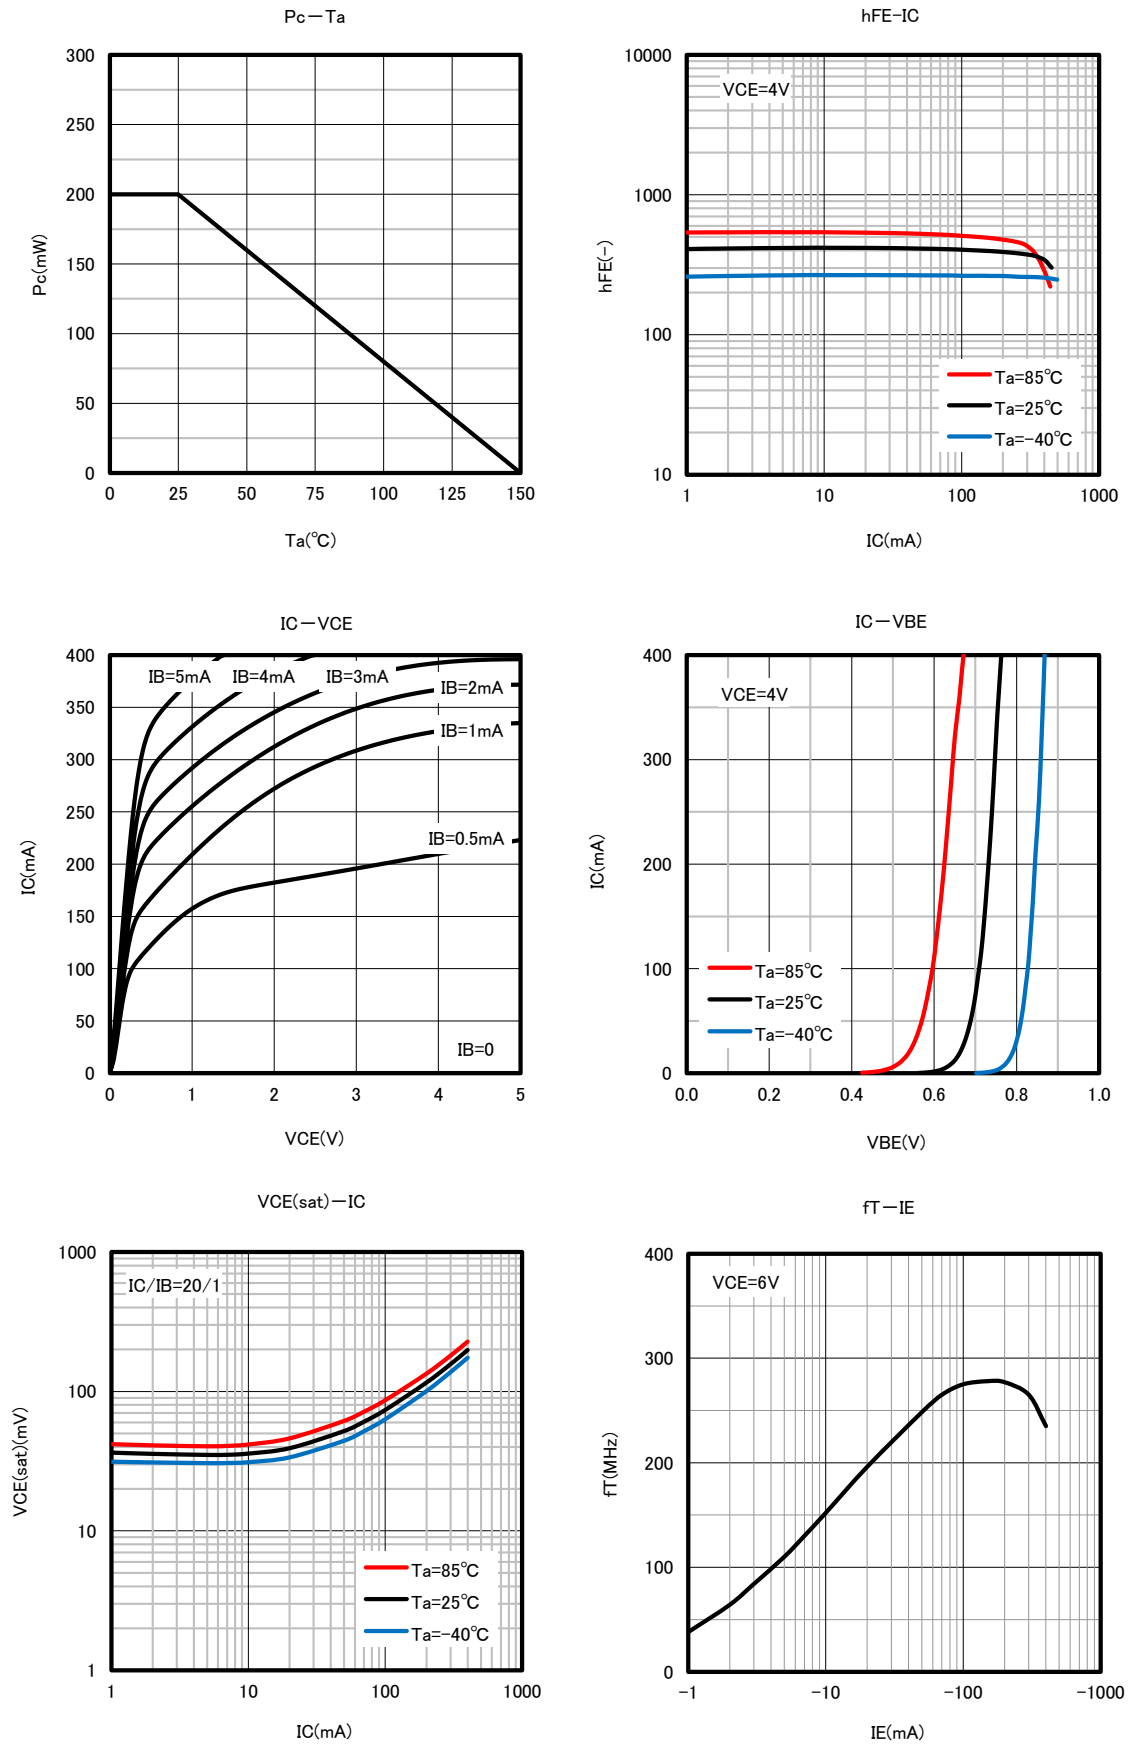 Pc－Ta
300
250
200
150
100
50
0
Pc(mW)
0 25 50 75 100 125 150
Ta(℃)
hFE-IC
10000
1000
100
10
hFE(-)
VCE=4V
Ta=85℃
Ta=25℃
Ta=-40℃
1 10 100 1000
IC(mA)
IC－VCE
400
350
300
250
200
150
100
50
0
IC(mA)
IB=5mA IB=4mA IB=3mA
IB=2mA
IB=1mA
IB=0.5mA
IB=0
0 1 2 3 4 5
VCE(V)
IC－VBE
400
300
200
100
0
IC(mA)
VCE=4V
Ta=85℃
Ta=25℃
Ta=-40℃
0.0 0.2 0.4 0.6 0.8 1.0
VBE(V)
VCE(sat)－IC
1000
100
10
1
VCE(sat)(mV)
IC/IB=20/1
Ta=85℃
Ta=25℃
Ta=-40℃
1 10 100 1000
IC(mA)
fT－IE
400
300
200
100
0
fT(MHz)
VCE=6V
-1 -10 -100 -1000
IE(mA)